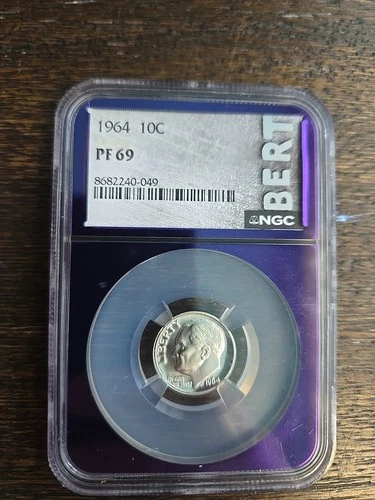 1964 10C
PF 69
8682240-049
BERT
NGC
LIBERTY
1964